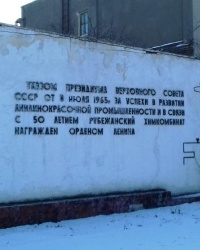 УКАЗОМ ПРЕЗИДИУМА ВЕРХОВНОГО СОВЕТА
СССР ОТ 9 ИЮЛЯ 1965г. ЗА УСПЕХИ В РАЗВИТИИ
АНИЛИНОКРАСОЧНОЙ ПРОМЫШЛЕННОСТИ И В СВЯЗИ
С 50 ЛЕТИЕМ РУБЕЖАНСКИЙ ХИМКОМБИНАТ
НАГРАЖДЕН ОРДЕНОМ ЛЕНИНА